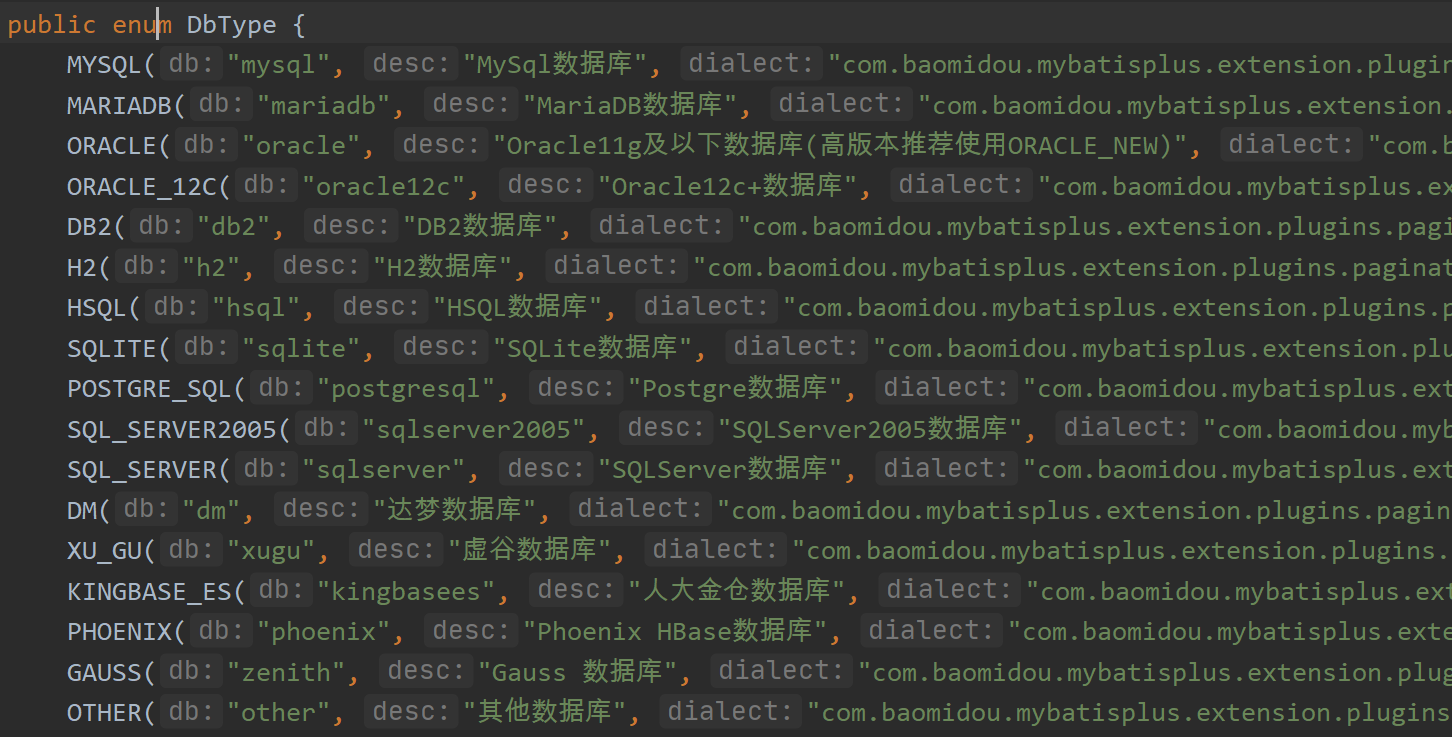 public enum DbType {
MYSQL( db: "mysql", desc: "MySql数据库", dialect: "com.baomidou.mybatisplus.extension.plugin
MARIADB( db: "mariadb", desc: "MariaDB数据库", dialect: "com.baomidou.mybatisplus.extension.
ORACLE( db: "oracle", desc: "Oracle11g及以下数据库(高版本推荐使用ORACLE_NEW)", dialect: "com.b
ORACLE_12C( db: "oracle12c", desc: "Oracle12c+数据库", dialect: "com.baomidou.mybatisplus.ex
DB2( db: "db2", desc: "DB2数据库", dialect: "com.baomidou.mybatisplus.extension.plugins.pagi
H2( db: "h2", desc: "H2数据库", dialect: "com.baomidou.mybatisplus.extension.plugins.paginat
HSQL( db: "hsql", desc: "HSQL数据库", dialect: "com.baomidou.mybatisplus.extension.plugins.p
SQLITE( db: "sqlite", desc: "SQLite数据库", dialect: "com.baomidou.mybatisplus.extension.plu
POSTGRE_SQL( db: "postgresql", desc: "Postgre数据库", dialect: "com.baomidou.mybatisplus.ext
SQL_SERVER2005( db: "sqlserver2005", desc: "SQLServer2005数据库", dialect: "com.baomidou.myb
SQL_SERVER( db: "sqlserver", desc: "SQLServer数据库", dialect: "com.baomidou.mybatisplus.ext
DM( db: "dm", desc: "达梦数据库", dialect: "com.baomidou.mybatisplus.extension.plugins.pagin
XU_GU( db: "xugu", desc: "虚谷数据库", dialect: "com.baomidou.mybatisplus.extension.plugins.
KINGBASE_ES( db: "kingbasees", desc: "人大金仓数据库", dialect: "com.baomidou.mybatisplus.ext
PHOENIX( db: "phoenix", desc: "Phoenix HBase数据库", dialect: "com.baomidou.mybatisplus.exte
GAUSS( db: "zenith", desc: "Gauss 数据库", dialect: "com.baomidou.mybatisplus.extension.plug
OTHER( db: "other", desc: "其他数据库", dialect: "com.baomidou.mybatisplus.extension.plugins